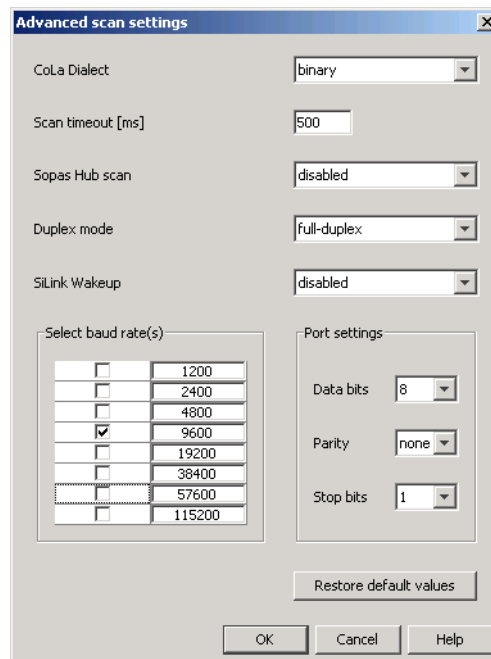 Advanced scan settings
CoLa Dialect binary
Scan timeout [ms] 500
Sopas Hub scan disabled
Duplex mode full-duplex
SiLink Wakeup disabled
Select baud rate(s)
1200
2400
4800
9600
19200
38400
57600
115200
Port settings
Data bits 8
Parity none
Stop bits 1
Restore default values
OK Cancel Help